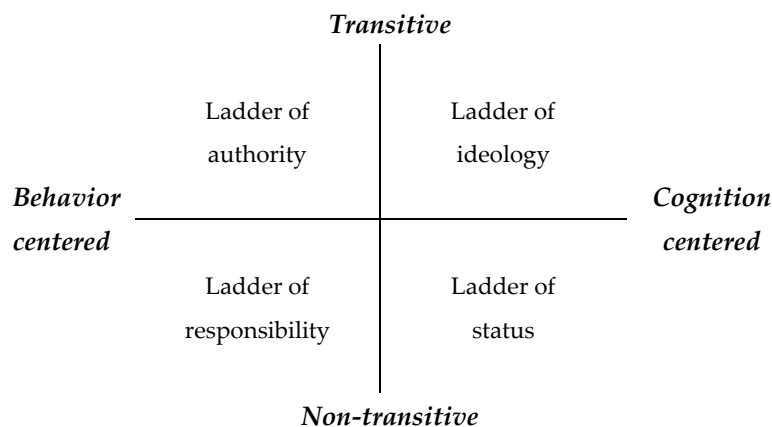 Transitive
Ladder of
authority
Ladder of
ideology
Behavior
centered
Cognition
centered
Ladder of
responsibility
Ladder of
status
Non-transitive